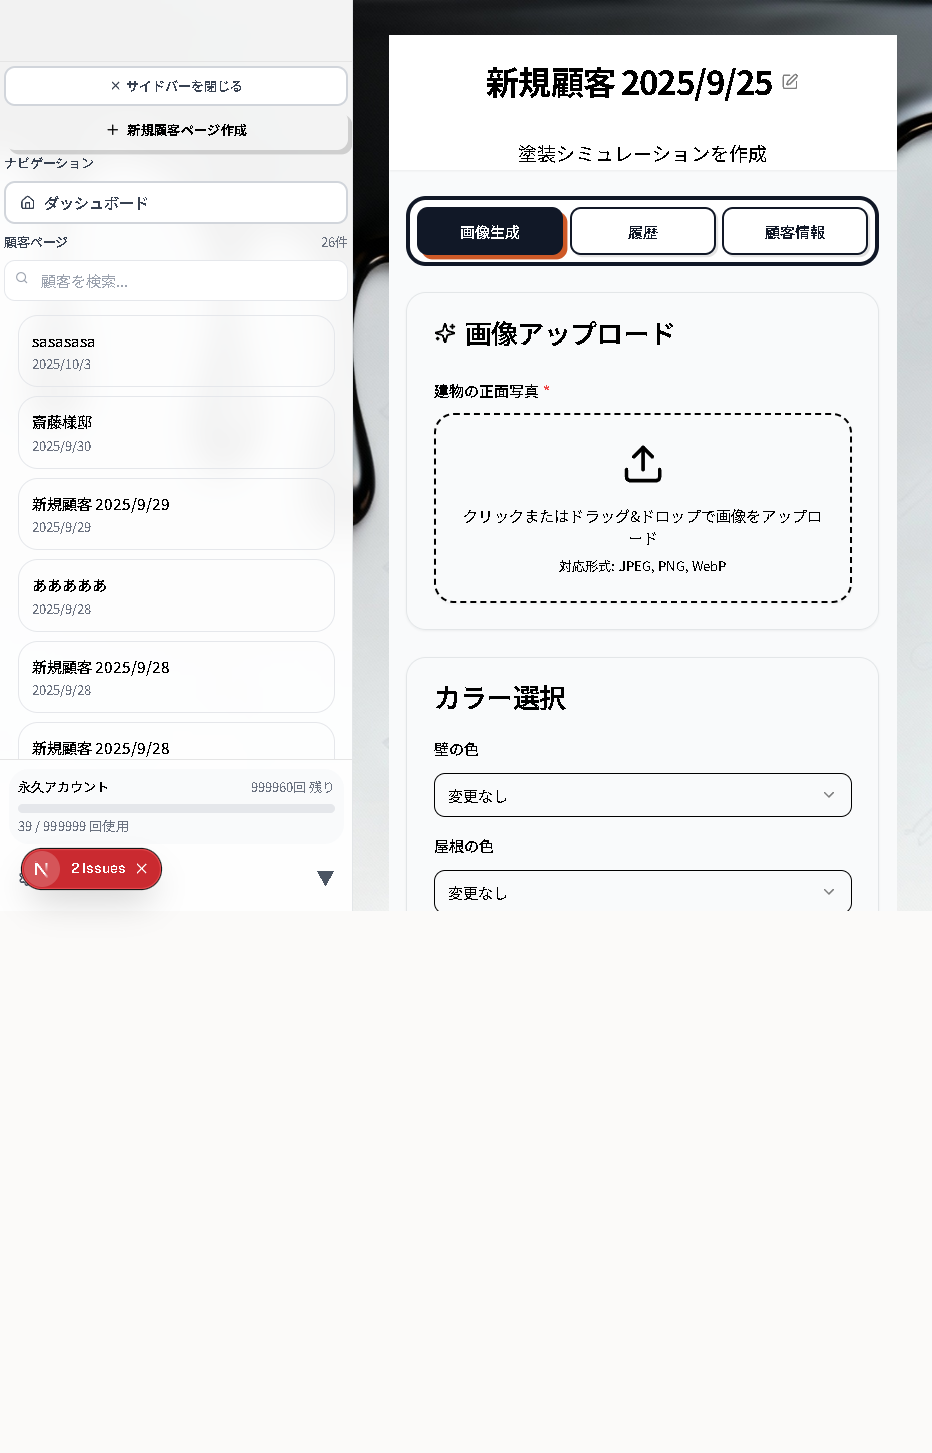 サイドバーを閉じる
新規顧客ページ作成
ナビゲーション
ダッシュボード
顧客ページ 26件
顧客を検索...
sasasasa
2025/10/3
斎藤様邸
2025/9/30
新規顧客 2025/9/29
2025/9/29
あああああ
2025/9/28
新規顧客 2025/9/28
2025/9/28
新規顧客 2025/9/28
永久アカウント 999960回 残り
39 / 999999 回使用
N 2 Issues
新規顧客 2025/9/25
塗装シミュレーションを作成
画像生成 履歴 顧客情報
画像アップロード
建物の正面写真 *
クリックまたはドラッグ&ドロップで画像をアップロ
ード
対応形式: JPEG, PNG, WebP
カラー選択
壁の色
変更なし
屋根の色
変更なし